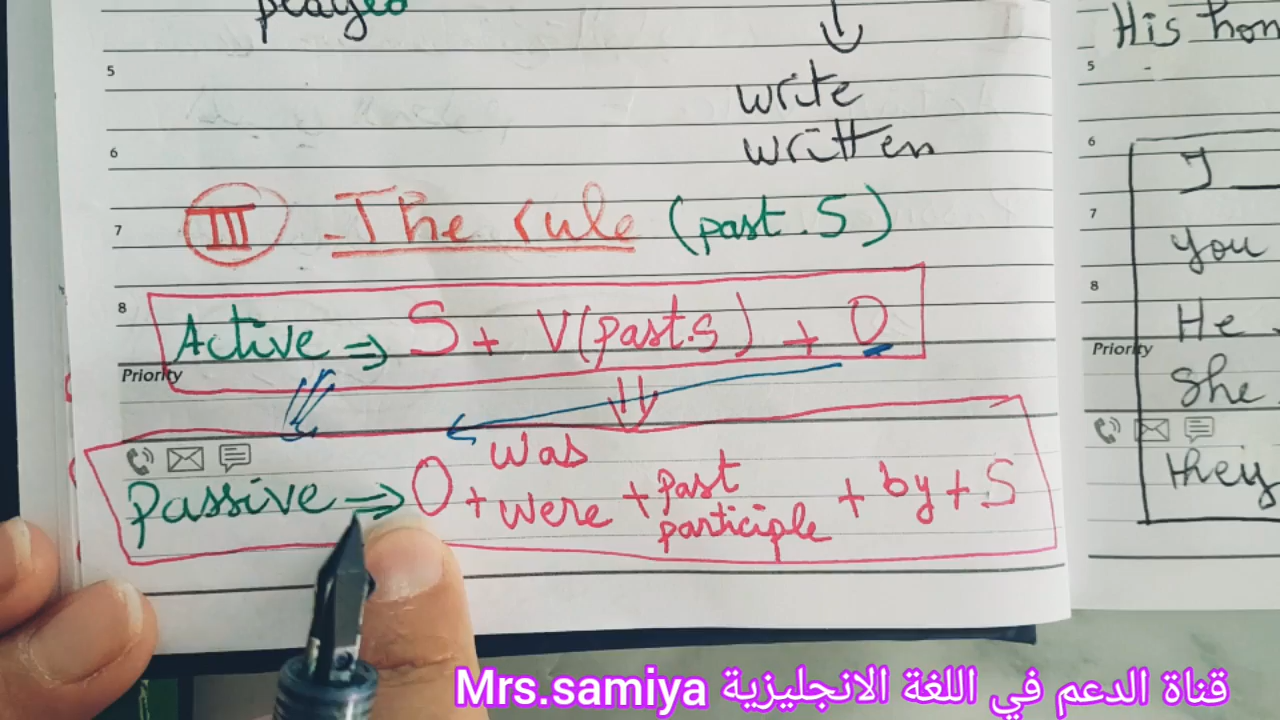 played
write
written
III - The rule (past . S)
Active ⇒ S + V(past.s) + O
Priority
Passive ⇒ O + was
were + past
participle + by + S
5
6
7
8
His hon
5
6
7
8
I
you
He
Priority
She
they
Mrs.samiya قناة الدعم في اللغة الانجليزية